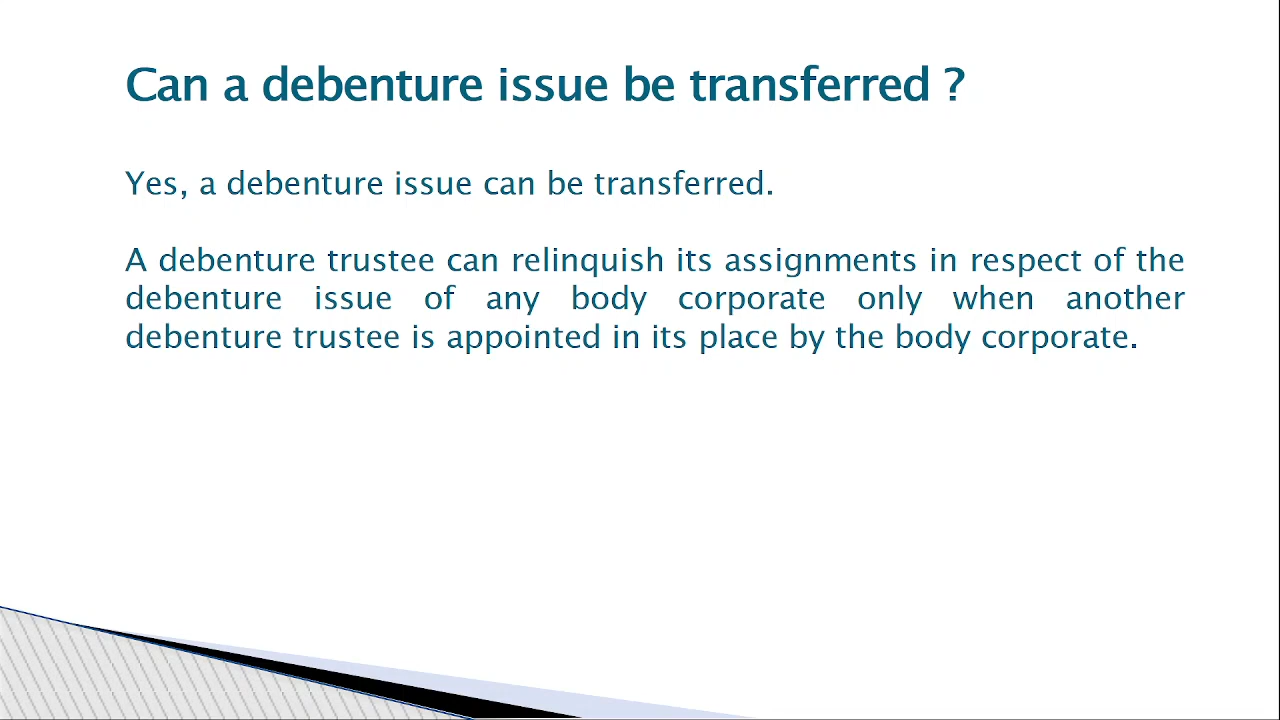 Can a debenture issue be transferred ?
Yes, a debenture issue can be transferred.
A debenture trustee can relinquish its assignments in respect of the
debenture issue of any body corporate only when another
debenture trustee is appointed in its place by the body corporate.